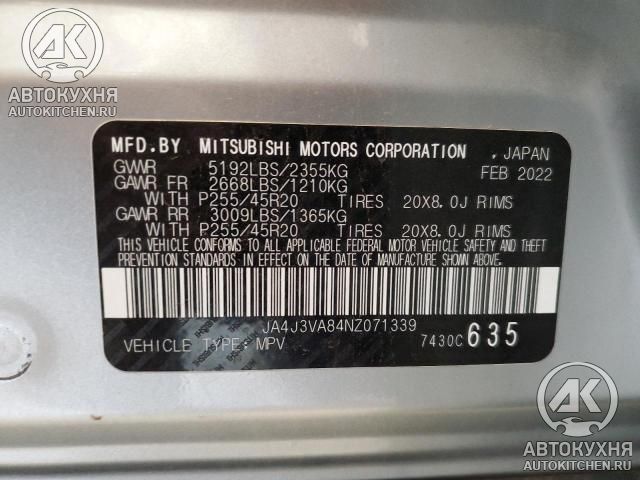 АВТОКУХНЯ
AUTOKITCHEN.RU
MFD.BY MITSUBISHI MOTORS CORPORATION , JAPAN
GVWR 5192LBS/2355KG FEB 2022
GAWR FR 2668LBS/1210KG
WITH P255/45R20 TIRES 20X8.0J RIMS
GAWR RR 3009LBS/1365KG
WITH P255/45R20 TIRES 20X8.0J RIMS
THIS VEHICLE CONFORMS TO ALL APPLICABLE FEDERAL MOTOR VEHICLE SAFETY AND THEFT
PREVENTION STANDARDS IN EFFECT ON THE DATE OF MANUFACTURE SHOWN ABOVE.
JA4J3VA84NZ071339
VEHICLE TYPE: MPV 7430C 635
АВТОКУХНЯ
AUTOKITCHEN.RU